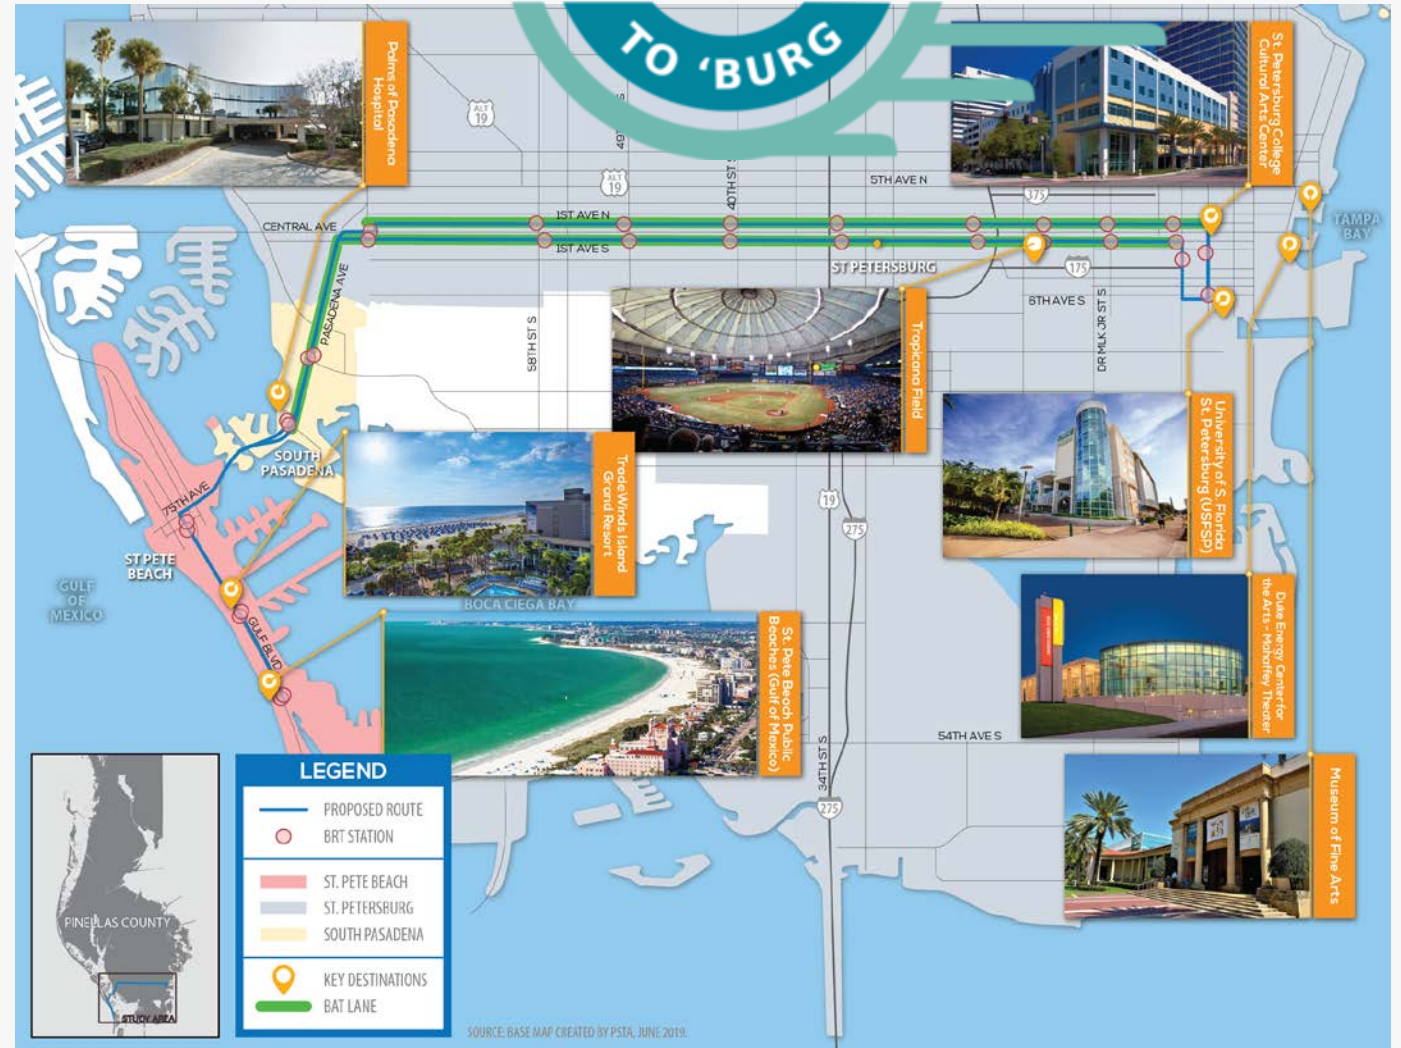 TO 'BURG
Palms of Pasadena
Hospital
St. Petersburg College
Cultural Arts Center
ALT
19
ALT
19
40TH ST S
5TH AVE N
375
TAMPA
BAY
CENTRAL AVE
1ST AVE N
1ST AVE S
ST PETERSBURG
175
6TH AVE S
PASADENA AVE
58TH ST S
DR MLK JR ST S
Tropicana Field
University of S. Florida
St. Petersburg (USFSP)
SOUTH
PASADENA
TradeWinds Island
Grand Resort
75TH AVE
19
275
ST PETE
BEACH
GULF
OF
MEXICO
BOCA CIEGA BAY
GULF BLVD
St. Pete Beach Public
Beaches (Gulf of Mexico)
Duke Energy Center for
the Arts - Mahaffey Theater
54TH AVE S
34TH ST S
275
Museum of Fine Arts
LEGEND
PROPOSED ROUTE
BRT STATION
ST. PETE BEACH
ST. PETERSBURG
SOUTH PASADENA
KEY DESTINATIONS
BAT LANE
PINELLAS COUNTY
STUDY AREA
SOURCE: BASE MAP CREATED BY PSTA, JUNE 2019.